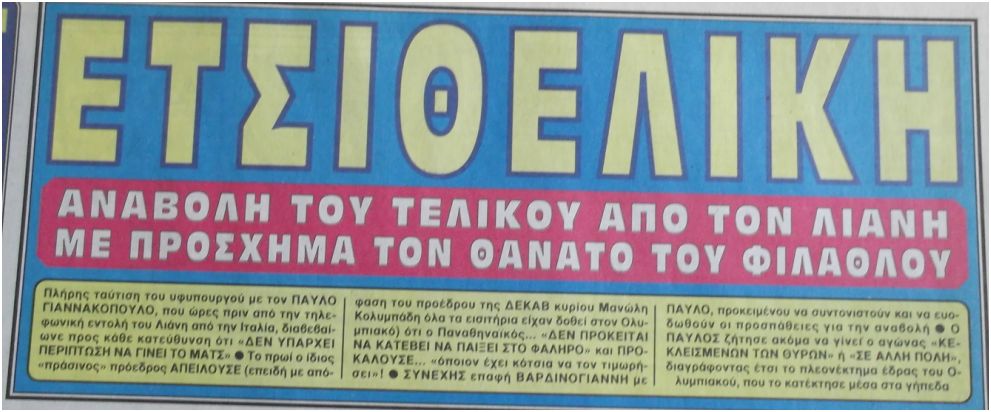 ΕΤΣΙΘΕΛΙΚΗ
ΑΝΑΒΟΛΗ ΤΟΥ ΤΕΛΙΚΟΥ ΑΠΟ ΤΟΝ ΛΙΑΝΗ
ΜΕ ΠΡΟΣΧΗΜΑ ΤΟΝ ΘΑΝΑΤΟ ΤΟΥ ΦΙΛΑΘΛΟΥ
Πλήρης ταύτιση του υφυπουργού με τον ΠΑΥΛΟ
ΓΙΑΝΝΑΚΟΠΟΥΛΟ, που ώρες πριν από την τηλε-
φωνική εντολή του Λιάνη από την Ιταλία, διαβεβαί-
ωνε προς κάθε κατεύθυνση ότι «ΔΕΝ ΥΠΑΡΧΕΙ
ΠΕΡΙΠΤΩΣΗ ΝΑ ΓΙΝΕΙ ΤΟ ΜΑΤΣ» ● Το πρωί ο ίδιος
«πράσινος» πρόεδρος ΑΠΕΙΛΟΥΣΕ (επειδή με από-
φαση του προέδρου της ΔΕΚΑΒ κυρίου Μανώλη
Κολυμπάδη όλα τα εισιτήρια είχαν δοθεί στον Ολυ-
μπιακό) ότι ο Παναθηναϊκός... «ΔΕΝ ΠΡΟΚΕΙΤΑΙ
ΝΑ ΚΑΤΕΒΕΙ ΝΑ ΠΑΙΞΕΙ ΣΤΟ ΦΑΛΗΡΟ» και ΠΡΟ-
ΚΑΛΟΥΣΕ... «όποιον έχει κότσια να τον τιμωρή-
σει»! ● ΣΥΝΕΧΗΣ επαφή ΒΑΡΔΙΝΟΓΙΑΝΝΗ με
ΠΑΥΛΟ, προκειμένου να συντονιστούν και να ευο-
δωθούν οι προσπάθειες για την αναβολή ● Ο
ΠΑΥΛΟΣ ζήτησε ακόμα να γίνει ο αγώνας «ΚΕ-
ΚΛΕΙΣΜΕΝΩΝ ΤΩΝ ΘΥΡΩΝ» ή «ΣΕ ΑΛΛΗ ΠΟΛΗ»,
διαγράφοντας έτσι το πλεονέκτημα έδρας του Ο-
λυμπιακού, που το κατέκτησε μέσα στα γήπεδα